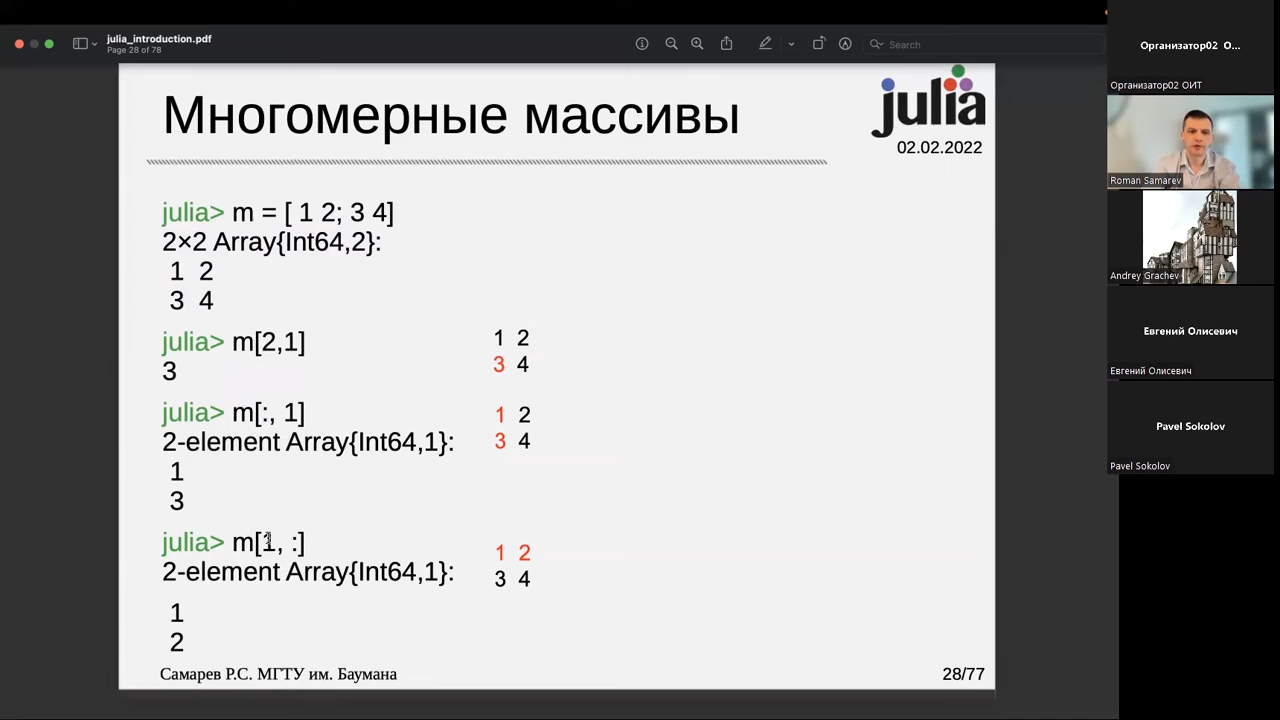 julia_introduction.pdf
Page 28 of 78
Search
Многомерные массивы
julia
02.02.2022
julia> m = [ 1 2; 3 4]
2×2 Array{Int64,2}:
1 2
3 4
julia> m[2,1]
3
1 2
3 4
julia> m[:, 1]
2-element Array{Int64,1}:
1
3
1 2
3 4
julia> m[1, :]
2-element Array{Int64,1}:
1
2
1 2
3 4
Самарев Р.С. МГТУ им. Баумана
28/77
Организатор02 О...
Организатор02 ОИТ
Roman Samarev
Andrey Grachev
Евгений Олисевич
Евгений Олисевич
Pavel Sokolov
Pavel Sokolov